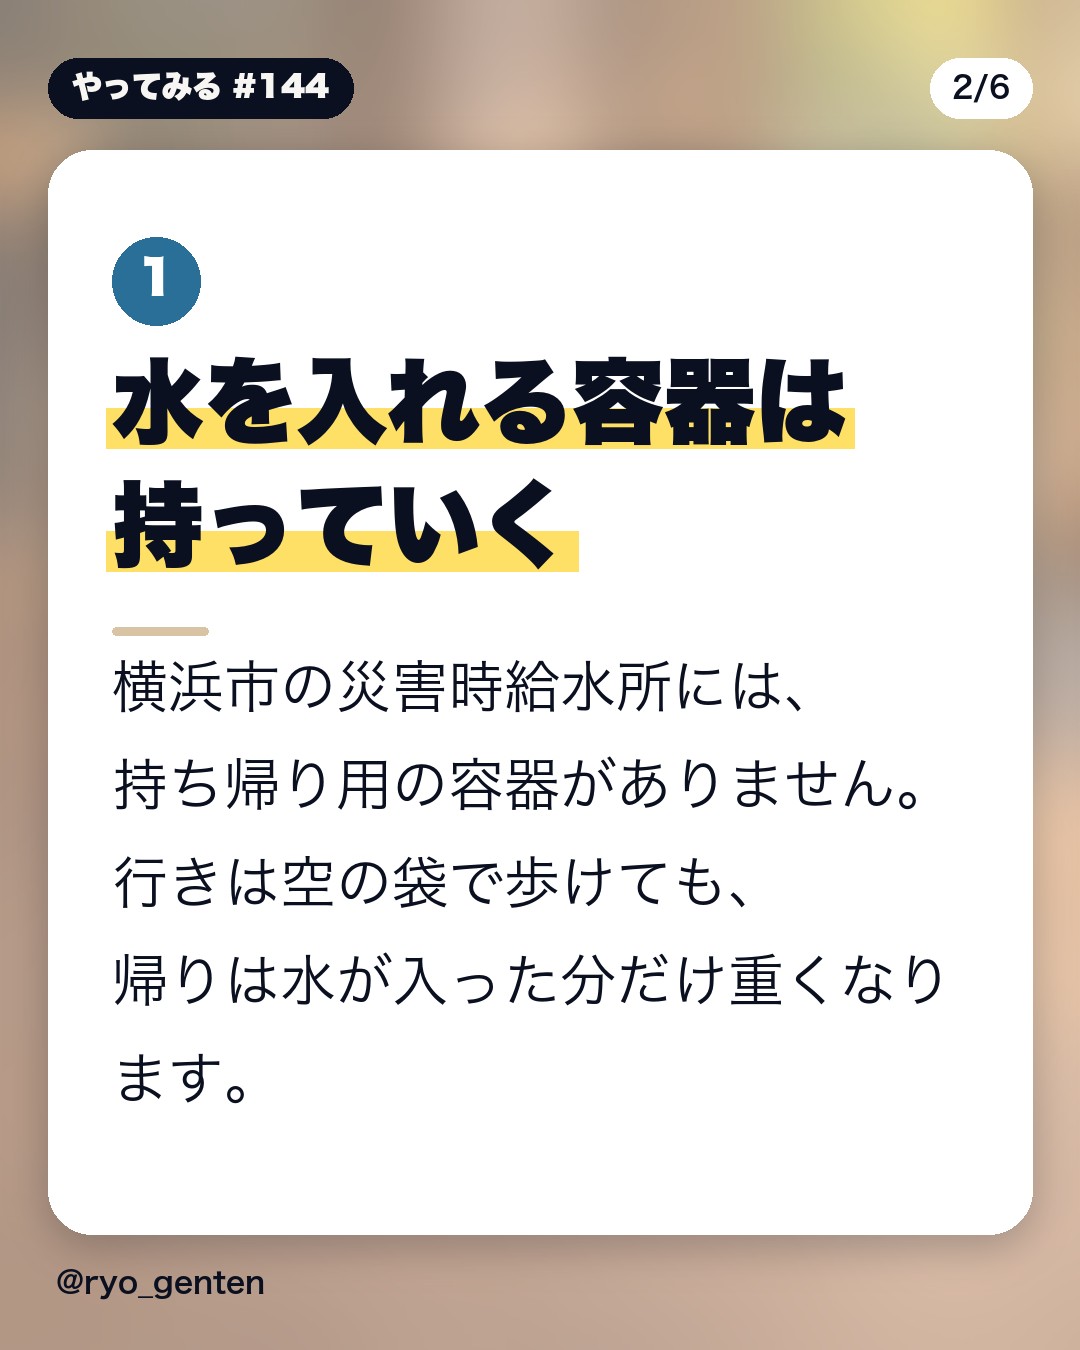 やってみる #144
2/6
1
水を入れる容器は
持っていく
横浜市の災害時給水所には、
持ち帰り用の容器がありません。
行きは空の袋で歩けても、
帰りは水が入った分だけ重くなり
ます。
@ryo_genten